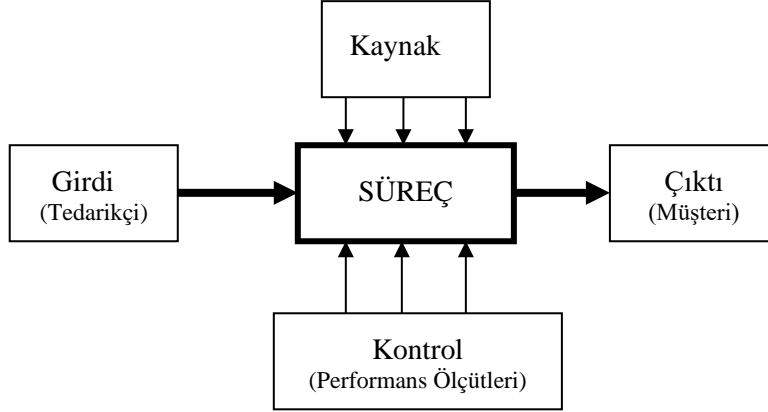 Kaynak
Girdi
(Tedarikçi)
SÜREÇ
Çıktı
(Müşteri)
Kontrol
(Performans Ölçütleri)